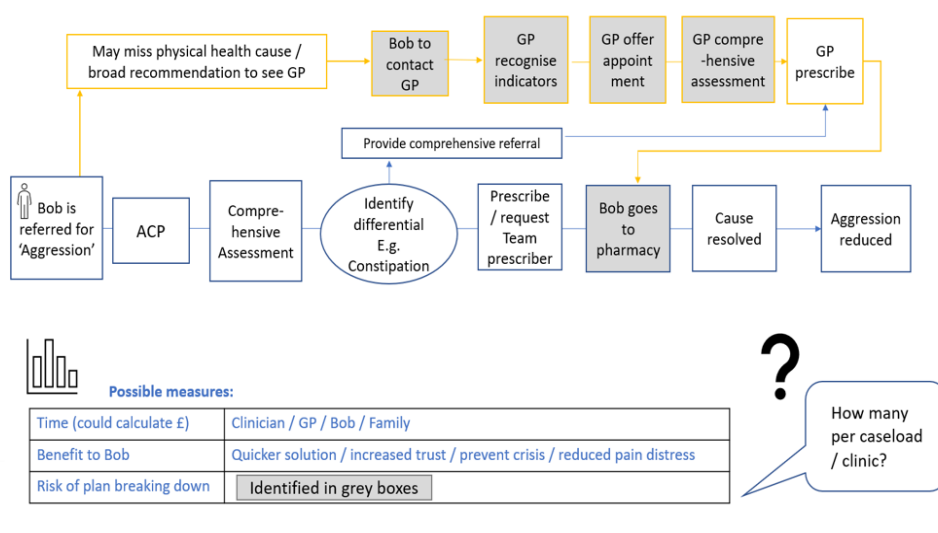 May miss physical health cause /
broad recommendation to see GP
Bob to
contact
GP
GP
recognise
indicators
GP offer
appoint
ment
GP compre
-hensive
assessment
GP
prescribe
Provide comprehensive referral
Bob is
referred for
‘Aggression’
ACP
Compre-
hensive
Assessment
Identify
differential
E.g.
Constipation
Prescribe
/ request
Team
prescriber
Bob goes
to
pharmacy
Cause
resolved
Aggression
reduced
?
Possible measures:
Time (could calculate £) Clinician / GP / Bob / Family
Benefit to Bob Quicker solution / increased trust / prevent crisis / reduced pain distress
Risk of plan breaking down Identified in grey boxes
How many
per caseload
/ clinic?